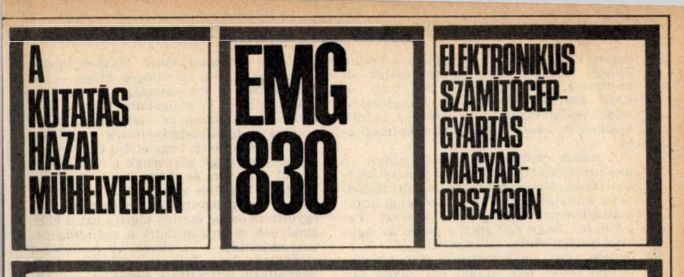 A
KUTATÁS
HAZAI
MŰHELYEIBEN
EMG
830
ELEKTRONIKUS
SZÁMÍTÓGÉP-
GYÁRTÁS
MAGYAR-
ORSZÁGON